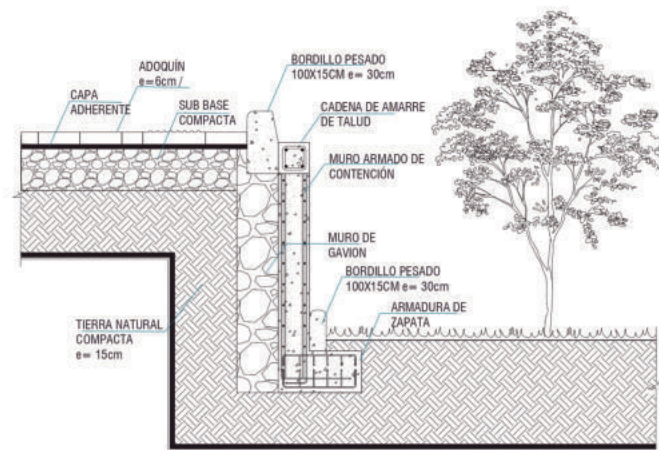 ADOQUÍN
e=6cm /
CAPA
ADHERENTE
SUB BASE
COMPACTA
BORDILLO PESADO
100X15CM e= 30cm
CADENA DE AMARRE
DE TALUD
MURO ARMADO DE
CONTENCIÓN
MURO DE
GAVION
BORDILLO PESADO
100X15CM e= 30cm
ARMADURA DE
ZAPATA
TIERRA NATURAL
COMPACTA
e= 15cm